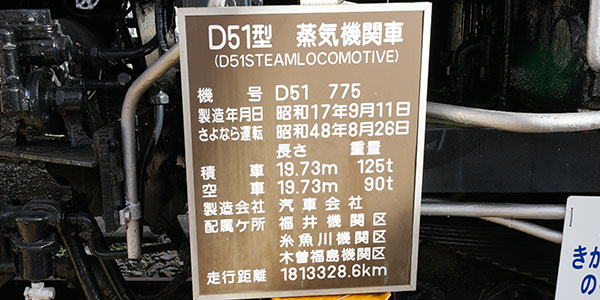 D51型 蒸気機関車
(D51STEAMLOCOMOTIVE)
機号 D51 775
製造年月日 昭和17年9月11日
さよなら運転 昭和48年8月26日
長さ 重量
積車 19.73m 125t
空車 19.73m 90t
製造会社 汽車会社
配属ケ所 福井機関区
糸魚川機関区
木曽福島機関区
走行距離 1813328.6km
きか
の